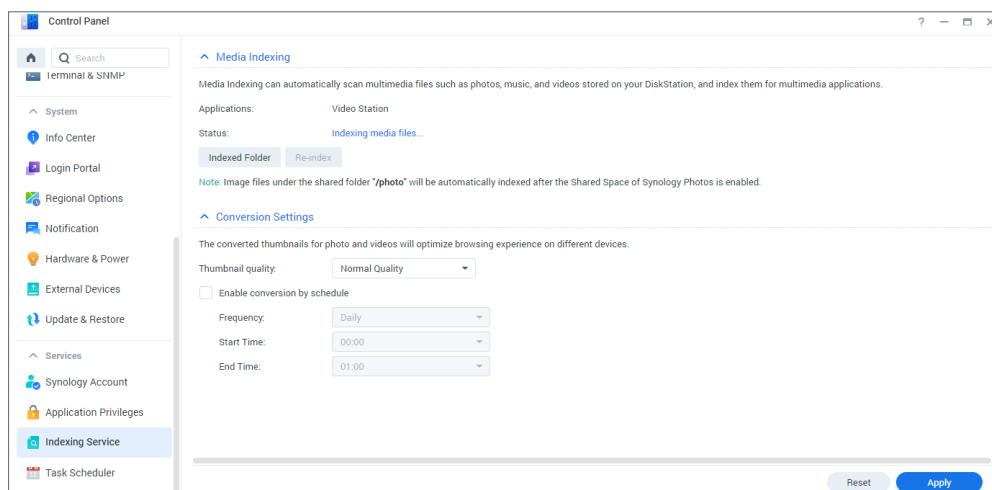 Control Panel
?
Search
Terminal & SNMP
System
Info Center
Login Portal
Regional Options
Notification
Hardware & Power
External Devices
Update & Restore
Services
Synology Account
Application Privileges
Indexing Service
Task Scheduler
Media Indexing
Media Indexing can automatically scan multimedia files such as photos, music, and videos stored on your DiskStation, and index them for multimedia applications.
Applications: Video Station
Status: Indexing media files...
Indexed Folder Re-index
Note: Image files under the shared folder "/photo" will be automatically indexed after the Shared Space of Synology Photos is enabled.
Conversion Settings
The converted thumbnails for photo and videos will optimize browsing experience on different devices.
Thumbnail quality: Normal Quality
Enable conversion by schedule
Frequency: Daily
Start Time: 00:00
End Time: 01:00
Reset Apply